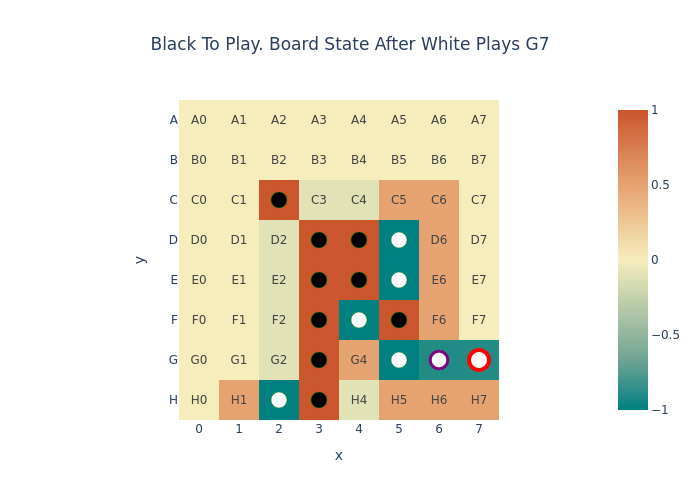 Black To Play. Board State After White Plays G7
A A0 A1 A2 A3 A4 A5 A6 A7
B B0 B1 B2 B3 B4 B5 B6 B7
C C0 C1 C3 C4 C5 C6 C7
D D0 D1 D2 D6 D7
E E0 E1 E2 E6 E7
F F0 F1 F2 F6 F7
G G0 G1 G2 G4
H H0 H1 H4 H5 H6 H7
0 1 2 3 4 5 6 7
x
y
1
0.5
0
−0.5
−1